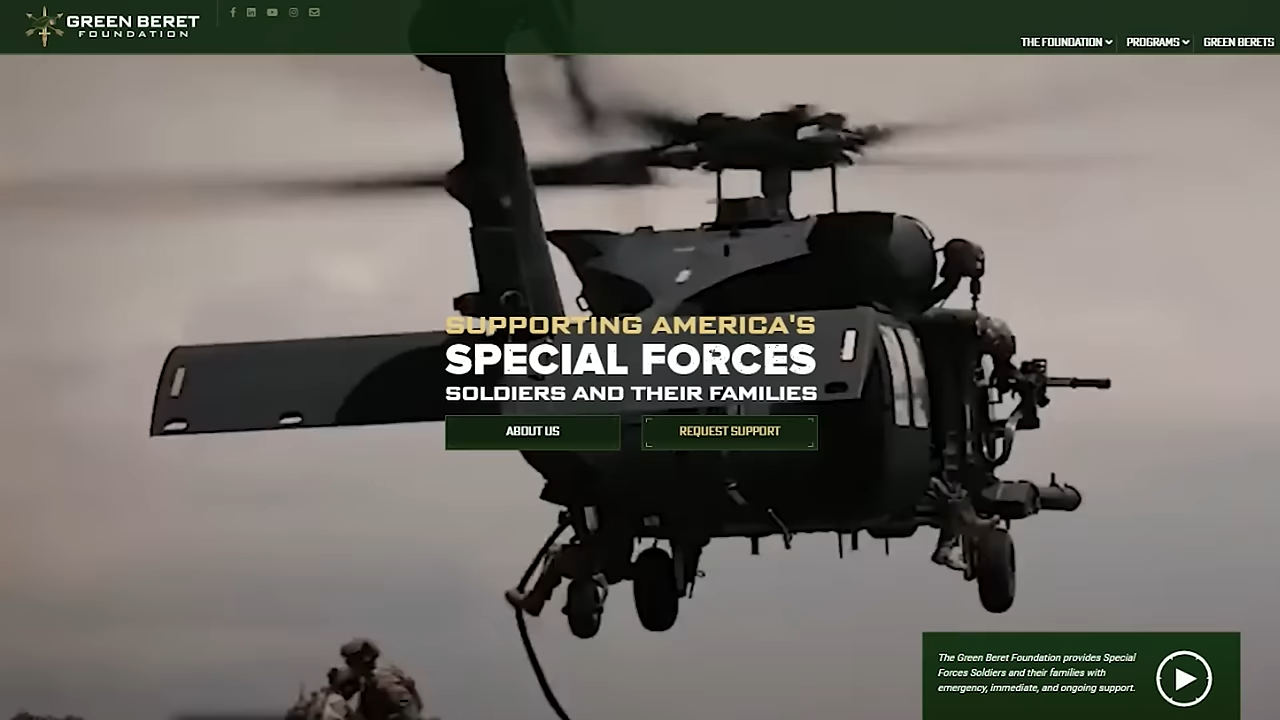 GREEN BERET
FOUNDATION
THE FOUNDATION
PROGRAMS
GREEN BERETS
SUPPORTING AMERICA'S
SPECIAL FORCES
SOLDIERS AND THEIR FAMILIES
ABOUT US
REQUEST SUPPORT
The Green Beret Foundation provides Special
Forces Soldiers and their families with
emergency, immediate, and ongoing support.